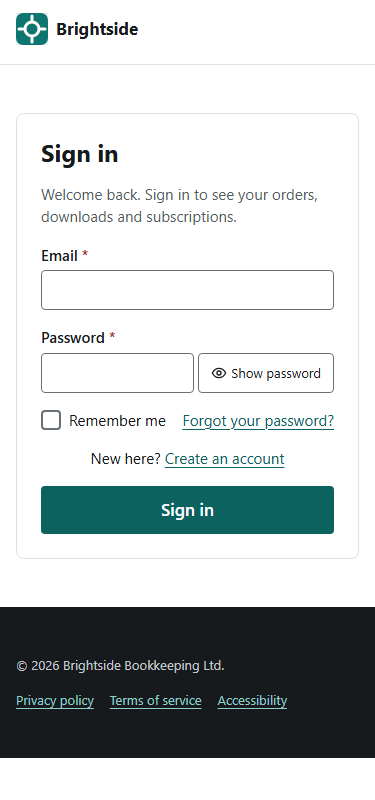 Brightside
Sign in
Welcome back. Sign in to see your orders,
downloads and subscriptions.
Email *
Password *
Show password
Remember me Forgot your password?
New here? Create an account
Sign in
© 2026 Brightside Bookkeeping Ltd.
Privacy policy Terms of service Accessibility